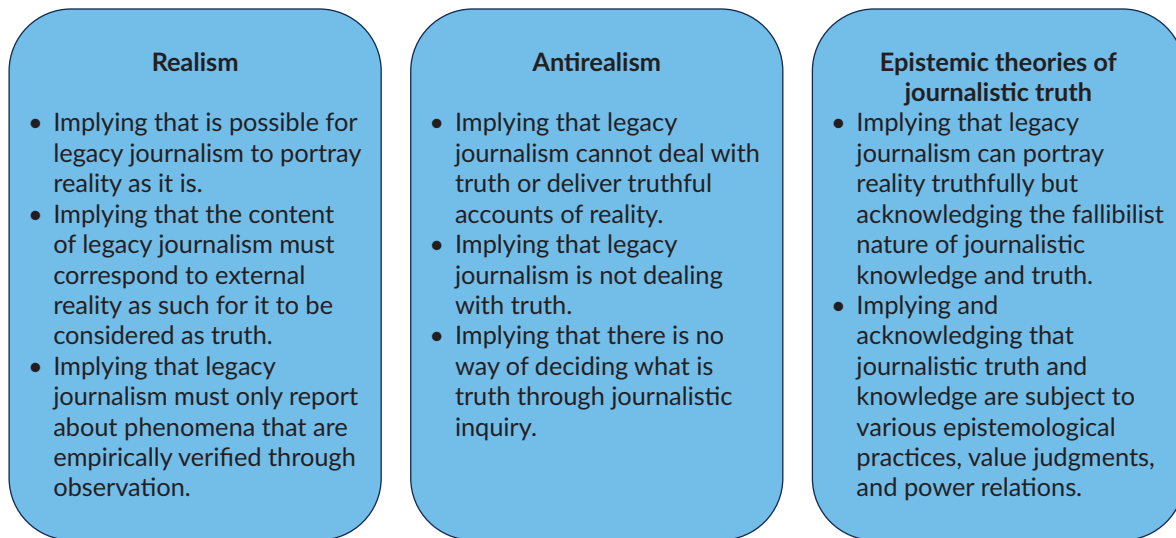 Realism
• Implying that is possible for
legacy journalism to portray
reality as it is.
• Implying that the content
of legacy journalism must
correspond to external
reality as such for it to be
considered as truth.
• Implying that legacy
journalism must only report
about phenomena that are
empirically verified through
observation.
Antirealism
• Implying that legacy
journalism cannot deal with
truth or deliver truthful
accounts of reality.
• Implying that legacy
journalism is not dealing
with truth.
• Implying that there is no
way of deciding what is
truth through journalistic
inquiry.
Epistemic theories of
journalistic truth
• Implying that legacy
journalism can portray
reality truthfully but
acknowledging the fallibilist
nature of journalistic
knowledge and truth.
• Implying and
acknowledging that
journalistic truth and
knowledge are subject to
various epistemological
practices, value judgments,
and power relations.